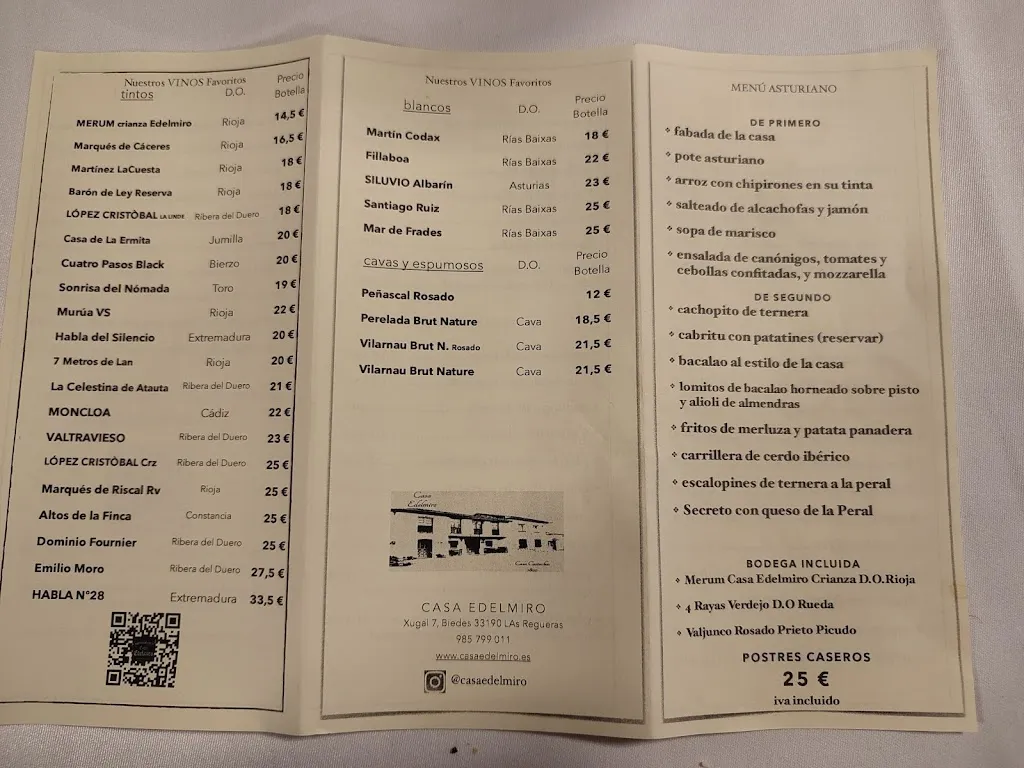 Nuestros VINOS Favoritos
tintos D.O. Precio Botella
MERUM crianza Edelmiro Rioja 14,5 €
Marqués de Cáceres Rioja 16,5 €
Martínez LaCuesta Rioja 18 €
Barón de Ley Reserva Rioja 18 €
LÓPEZ CRISTÒBAL LA LINDE Ribera del Duero 18 €
Casa de La Ermita Jumilla 20 €
Cuatro Pasos Black Bierzo 20 €
Sonrisa del Nómada Toro 19 €
Murúa VS Rioja 22 €
Habla del Silencio Extremadura 20 €
7 Metros de Lan Rioja 20 €
La Celestina de Atauta Ribera del Duero 21 €
MONCLOA Cádiz 22 €
VALTRAVIESO Ribera del Duero 23 €
LÓPEZ CRISTÒBAL Crz Ribera del Duero 25 €
Marqués de Riscal Rv Rioja 25 €
Altos de la Finca Constancia 25 €
Dominio Fournier Ribera del Duero 25 €
Emilio Moro Ribera del Duero 27,5 €
HABLA N°28 Extremadura 33,5 €
Nuestros VINOS Favoritos
blancos D.O. Precio Botella
Martín Codax Rías Baixas 18 €
Fillaboa Rías Baixas 22 €
SILUVIO Albarín Asturias 23 €
Santiago Ruiz Rías Baixas 25 €
Mar de Frades Rías Baixas 25 €
cavas y espumosos D.O. Precio Botella
Peñascal Rosado 12 €
Perelada Brut Nature Cava 18,5 €
Vilarnau Brut N. Rosado Cava 21,5 €
Vilarnau Brut Nature Cava 21,5 €
Casa
Edelmiro
CASA EDELMIRO
Xugal 7, Biedes 33190 LAs Regueras
985 799 011
www.casaedelmiro.es
@casaedelmiro
MENÚ ASTURIANO
DE PRIMERO
fabada de la casa
pote asturiano
arroz con chipirones en su tinta
salteado de alcachofas y jamón
sopa de marisco
ensalada de canónigos, tomates y
cebollas confitadas, y mozzarella
DE SEGUNDO
cachopito de ternera
cabritu con patatines (reservar)
bacalao al estilo de la casa
lomitos de bacalao horneado sobre pisto
y alioli de almendras
fritos de merluza y patata panadera
carrillera de cerdo ibérico
escalopines de ternera a la peral
Secreto con queso de la Peral
BODEGA INCLUIDA
Merum Casa Edelmiro Crianza D.O.Rioja
4 Rayas Verdejo D.O Rueda
Valjunco Rosado Prieto Picudo
POSTRES CASEROS
25 €
iva incluido